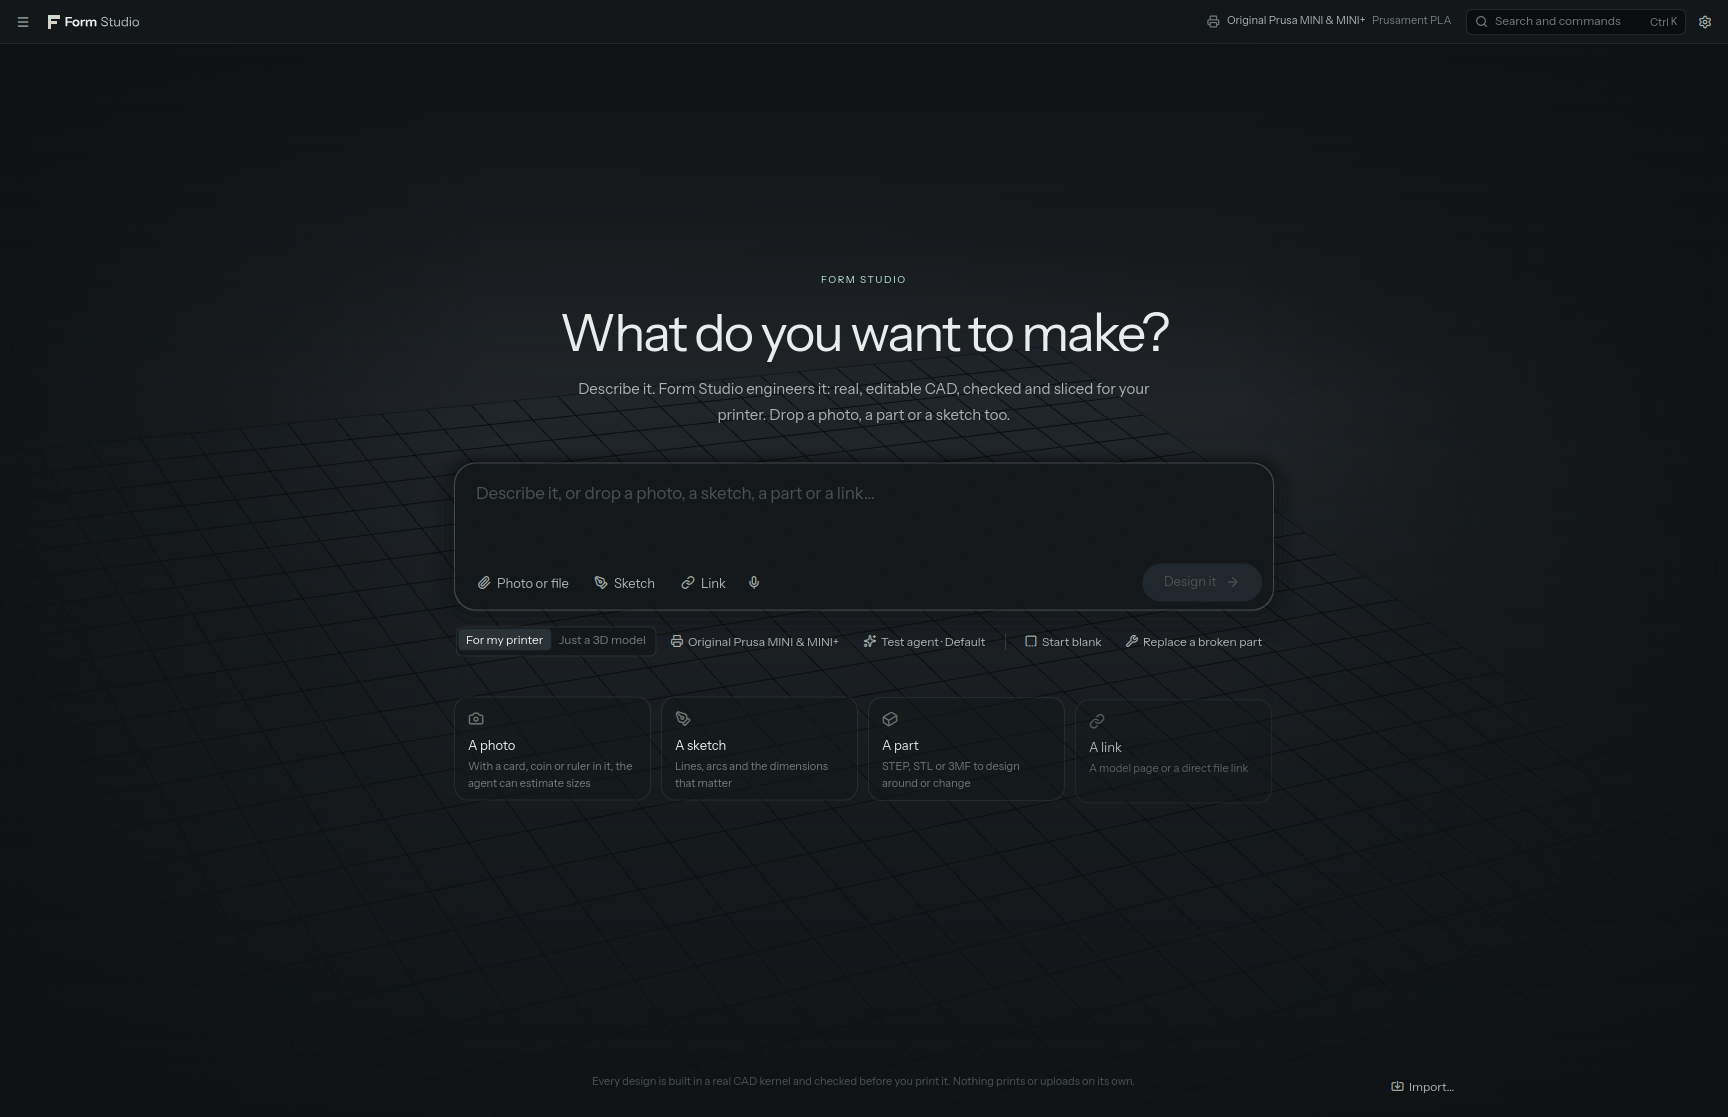 Form Studio
Original Prusa MINI & MINI+ Prusament PLA
Search and commands Ctrl K
FORM STUDIO
What do you want to make?
Describe it. Form Studio engineers it: real, editable CAD, checked and sliced for your
printer. Drop a photo, a part or a sketch too.
Describe it, or drop a photo, a sketch, a part or a link...
Photo or file Sketch Link
Design it
For my printer Just a 3D model Original Prusa MINI & MINI+ Test agent · Default Start blank Replace a broken part
A photo
With a card, coin or ruler in it, the
agent can estimate sizes
A sketch
Lines, arcs and the dimensions
that matter
A part
STEP, STL or 3MF to design
around or change
A link
A model page or a direct file link
Every design is built in a real CAD kernel and checked before you print it. Nothing prints or uploads on its own.
Import...